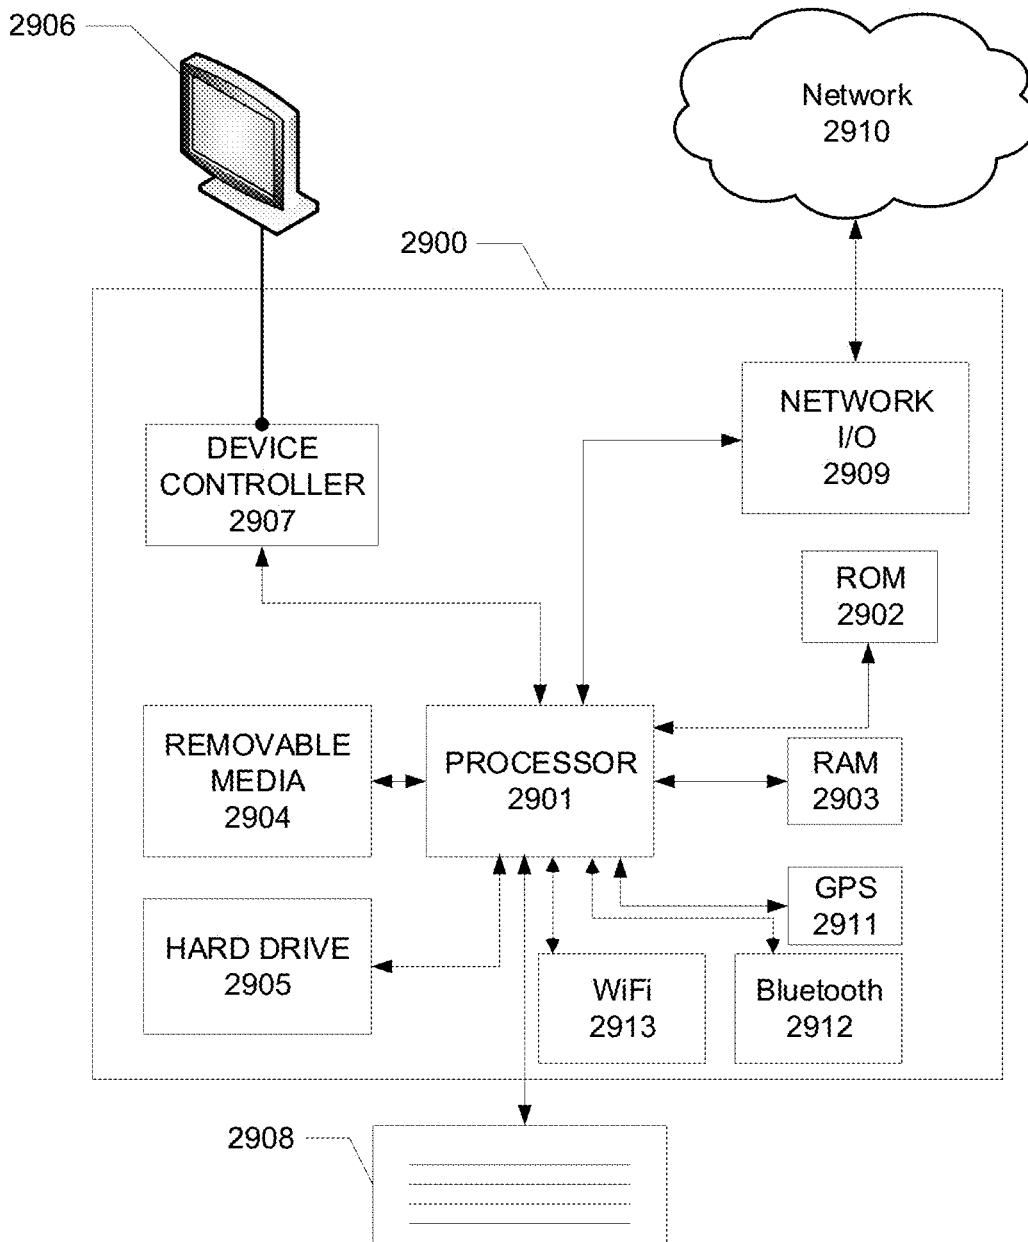 2906
Network
2910
2900
NETWORK
I/O
2909
DEVICE
CONTROLLER
2907
ROM
2902
REMOVABLE
MEDIA
2904
PROCESSOR
2901
RAM
2903
GPS
2911
HARD DRIVE
2905
WiFi
2913
Bluetooth
2912
2908